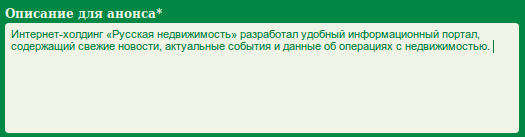 Описание для анонса*
Интернет-холдинг «Русская недвижимость» разработал удобный информационный портал,
содержащий свежие новости, актуальные события и данные об операциях с недвижимостью.